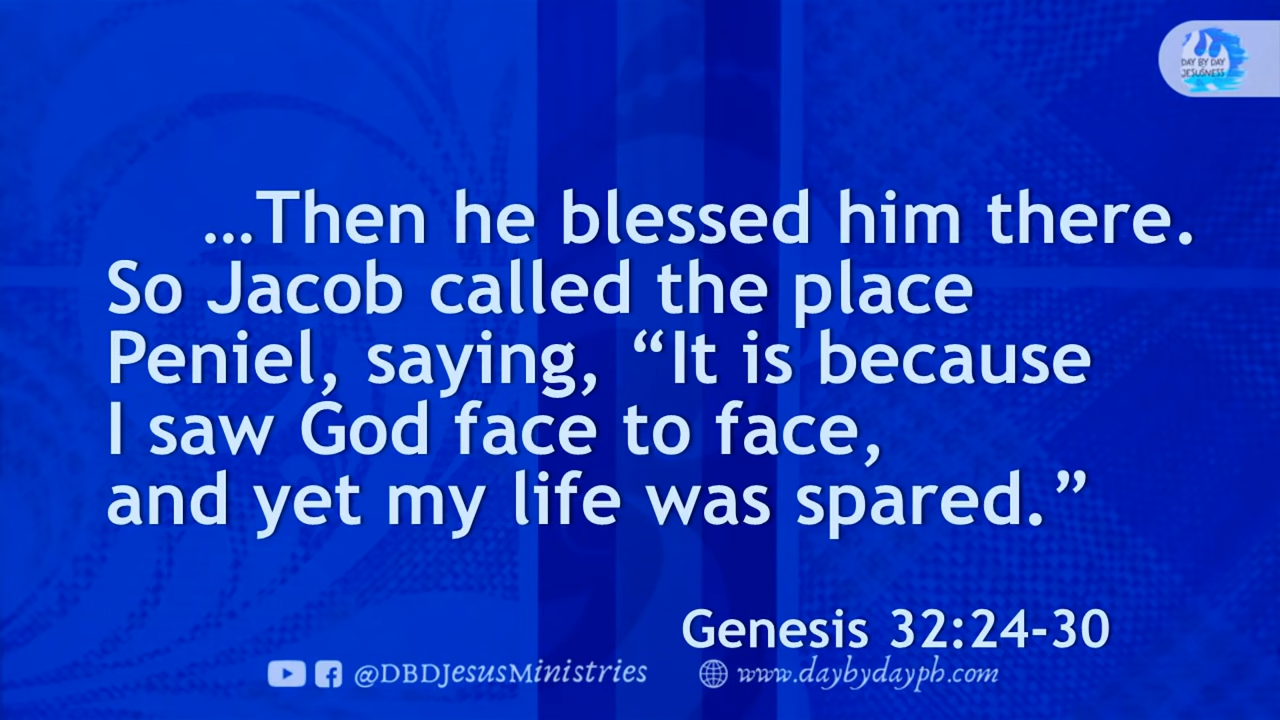 DAY BY DAY
JESUSNESS
…Then he blessed him there.
So Jacob called the place
Peniel, saying, “It is because
I saw God face to face,
and yet my life was spared.”
Genesis 32:24-30
@DBDJesusMinistries www.daybydayph.com